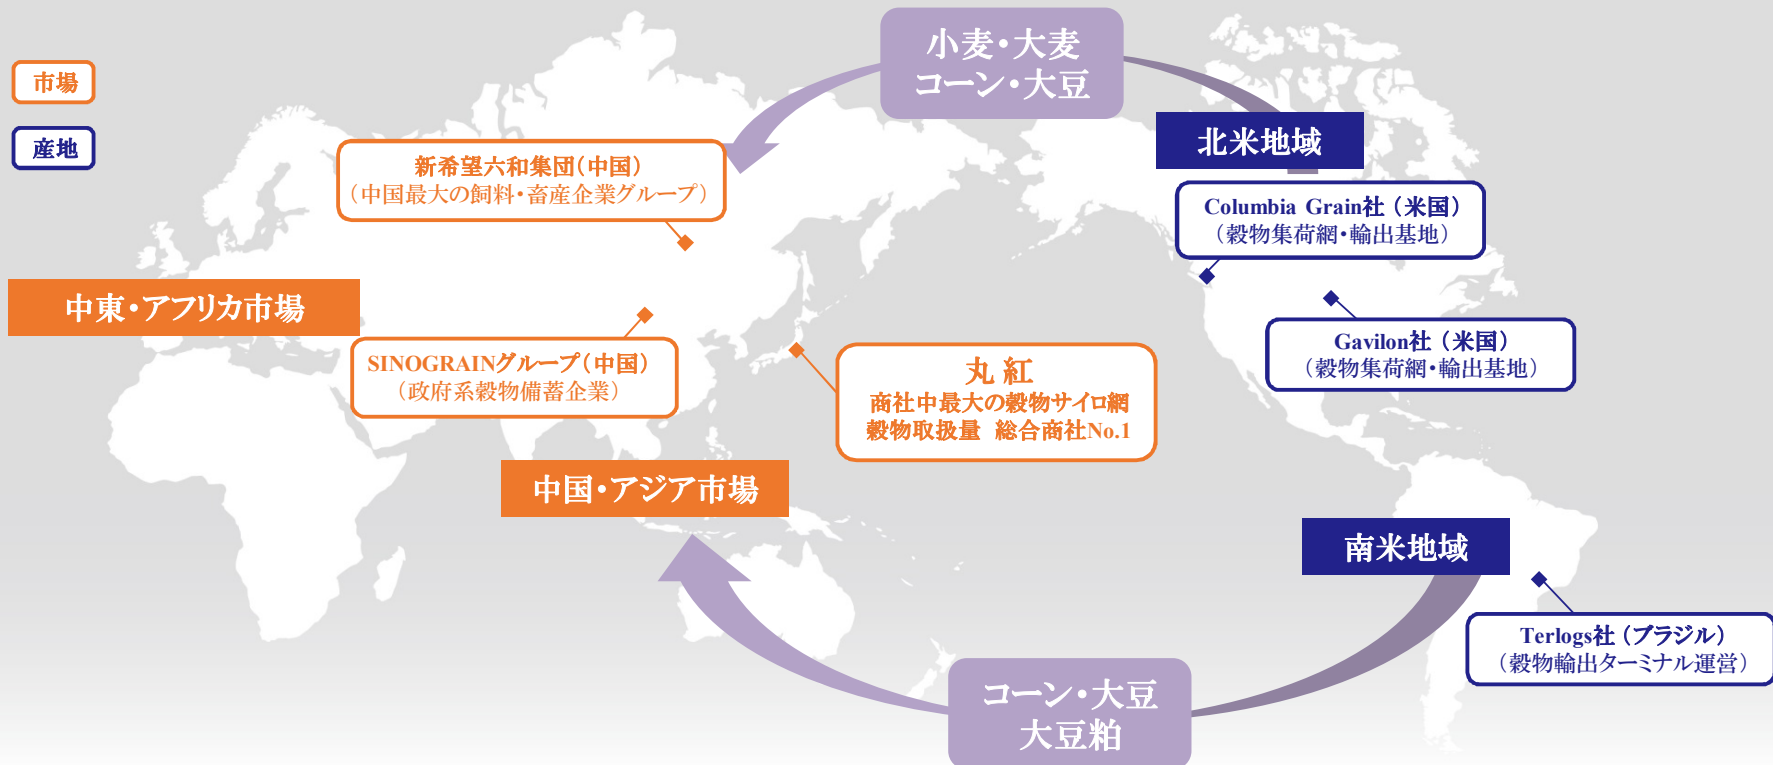 小麦・大麦
コーン・大豆
市場
産地
北米地域
新希望六和集団(中国)
(中国最大の飼料・畜産企業グループ)
Columbia Grain社(米国)
(穀物集荷網・輸出基地)
中東・アフリカ市場
Gavilon社(米国)
(穀物集荷網・輸出基地)
SINOGRAINグループ(中国)
(政府系穀物備蓄企業)
丸 紅
商社中最大の穀物サイロ網
穀物取扱量 総合商社No.1
中国・アジア市場
南米地域
Terlogs社(ブラジル)
(穀物輸出ターミナル運営)
コーン・大豆
大豆粕